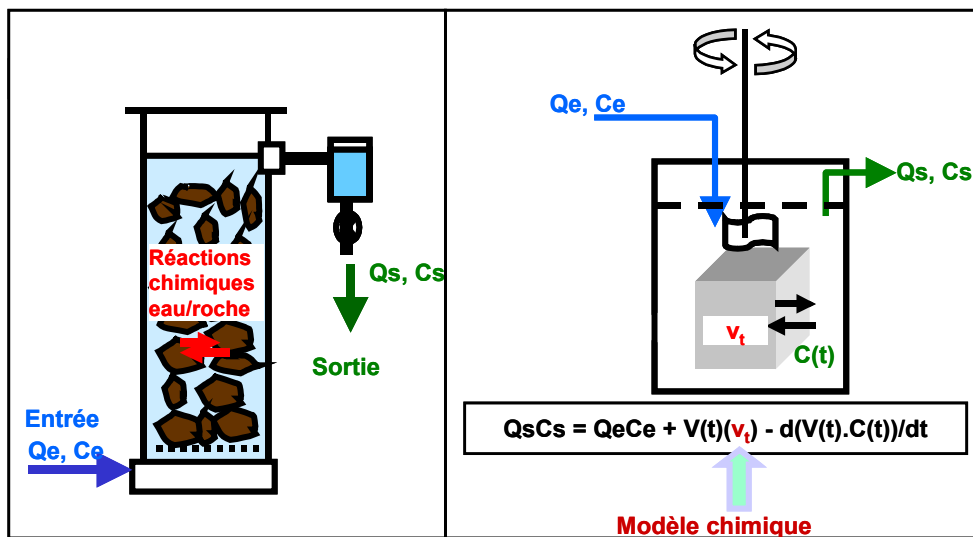 Réactions
chimiques
eau/roche
Qs, Cs
Sortie
Entrée
Qe, Ce
Qe, Ce
Qs, Cs
vt
C(t)
QsCs = QeCe + V(t)(vt) - d(V(t).C(t))/dt
Modèle chimique